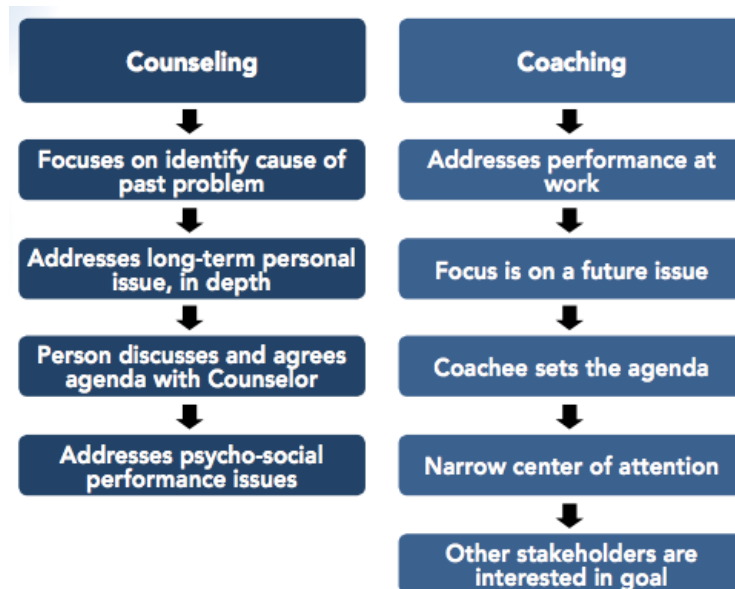 Counseling
Focuses on identify cause of
past problem
Addresses long-term personal
issue, in depth
Person discusses and agrees
agenda with Counselor
Addresses psycho-social
performance issues
Coaching
Addresses performance at
work
Focus is on a future issue
Coachee sets the agenda
Narrow center of attention
Other stakeholders are
interested in goal